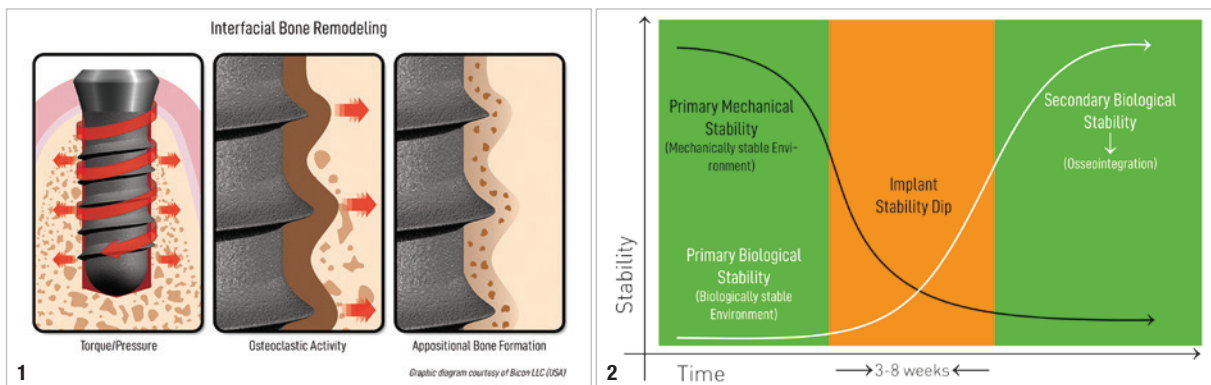 Interfacial Bone Remodeling
Torque/Pressure
Osteoclastic Activity
Appositional Bone Formation
1
Graphic diagram courtesy of Bicon LLC (USA)
Stability
Primary Mechanical
Stability
(Mechanically stable Envi-
ronment)
Primary Biological
Stability
(Biologically stable
Environment)
Implant
Stability Dip
Secondary Biological
Stability
(Osseointegration)
2
Time
3-8 weeks